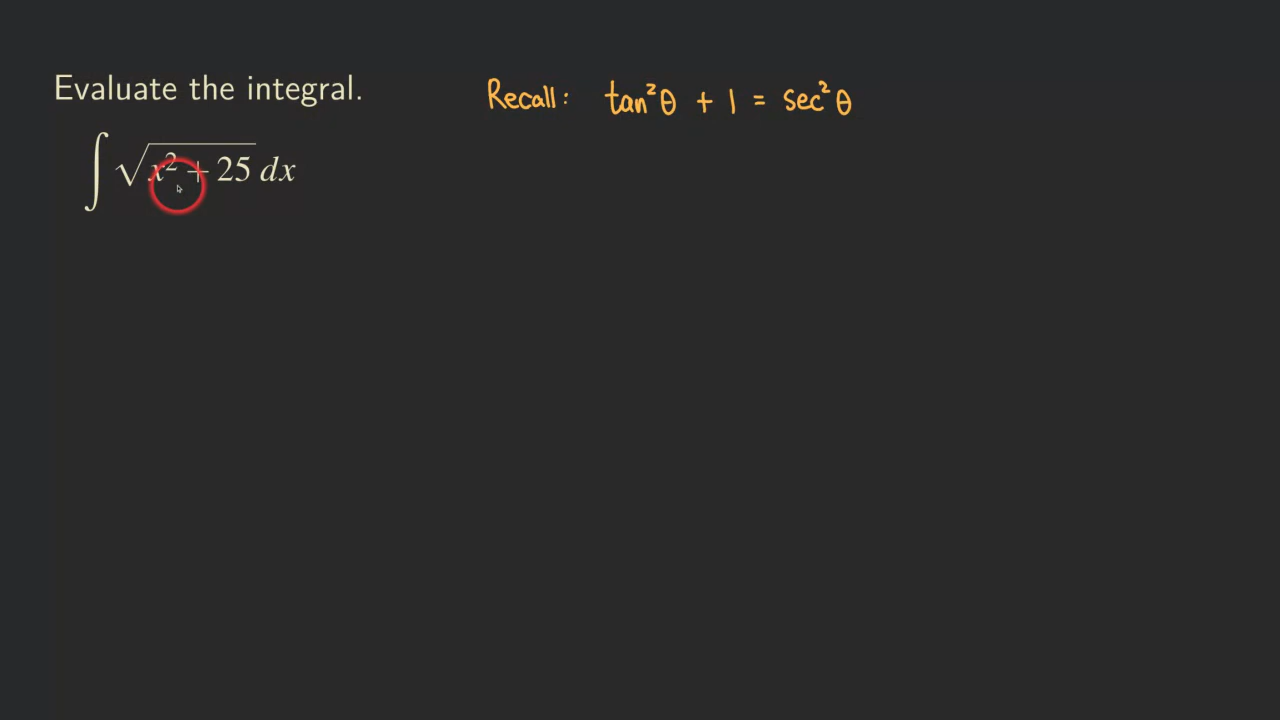 Evaluate the integral.
Recall: tan²θ + 1 = sec²θ
∫ √(x² + 25) dx